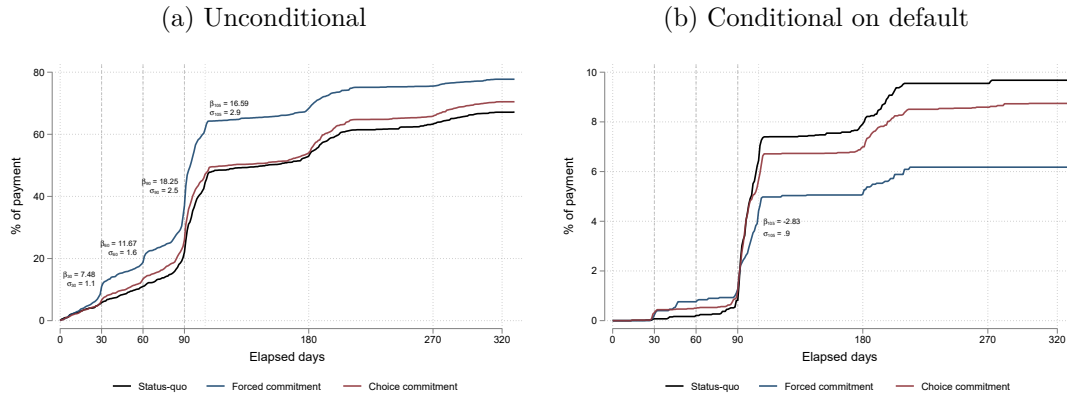 (a) Unconditional
80
60
40
20
0
% of payment
β₃₀ = 7.48
σ₃₀ = 1.1
β₆₀ = 11.67
σ₆₀ = 1.6
β₉₀ = 18.25
σ₉₀ = 2.5
β₁₀₅ = 16.59
σ₁₀₅ = 2.9
0 30 60 90 180 270 320
Elapsed days
Status-quo Forced commitment Choice commitment
(b) Conditional on default
10
8
6
4
2
0
% of payment
β₁₀₅ = -2.83
σ₁₀₅ = .9
0 30 60 90 180 270 320
Elapsed days
Status-quo Forced commitment Choice commitment